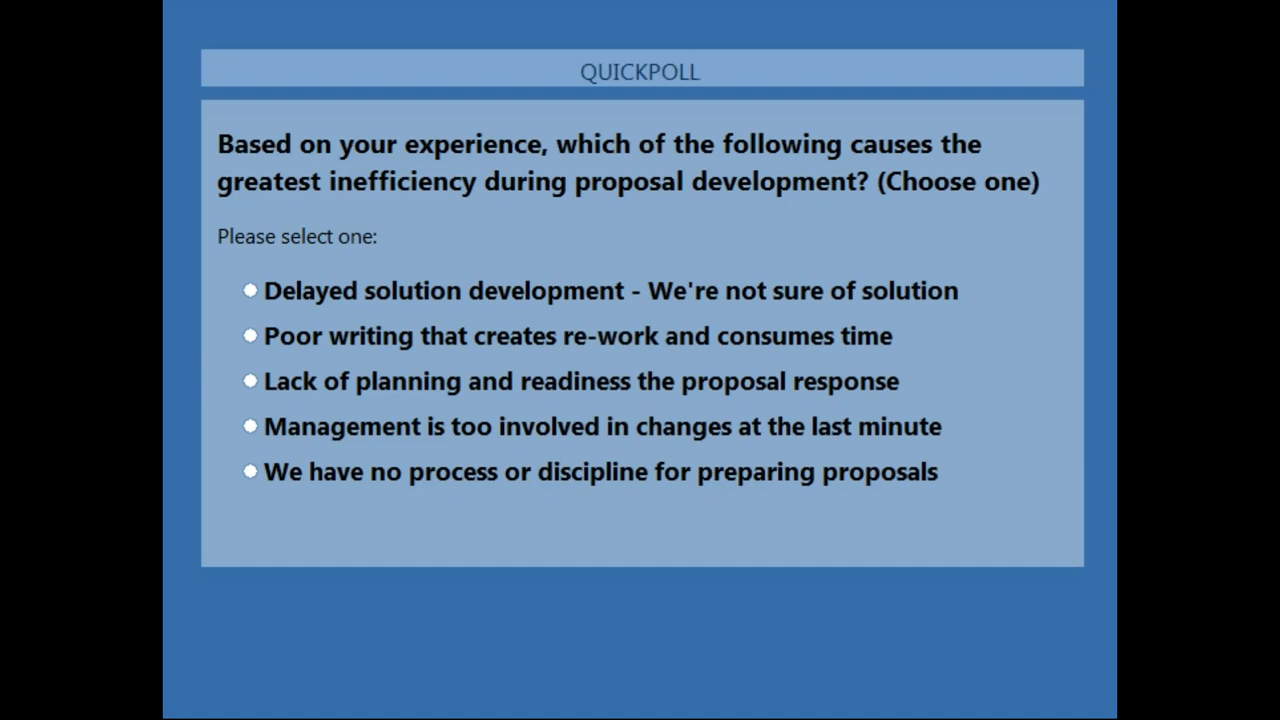 QUICKPOLL
Based on your experience, which of the following causes the
greatest inefficiency during proposal development? (Choose one)
Please select one:
Delayed solution development - We're not sure of solution
Poor writing that creates re-work and consumes time
Lack of planning and readiness the proposal response
Management is too involved in changes at the last minute
We have no process or discipline for preparing proposals